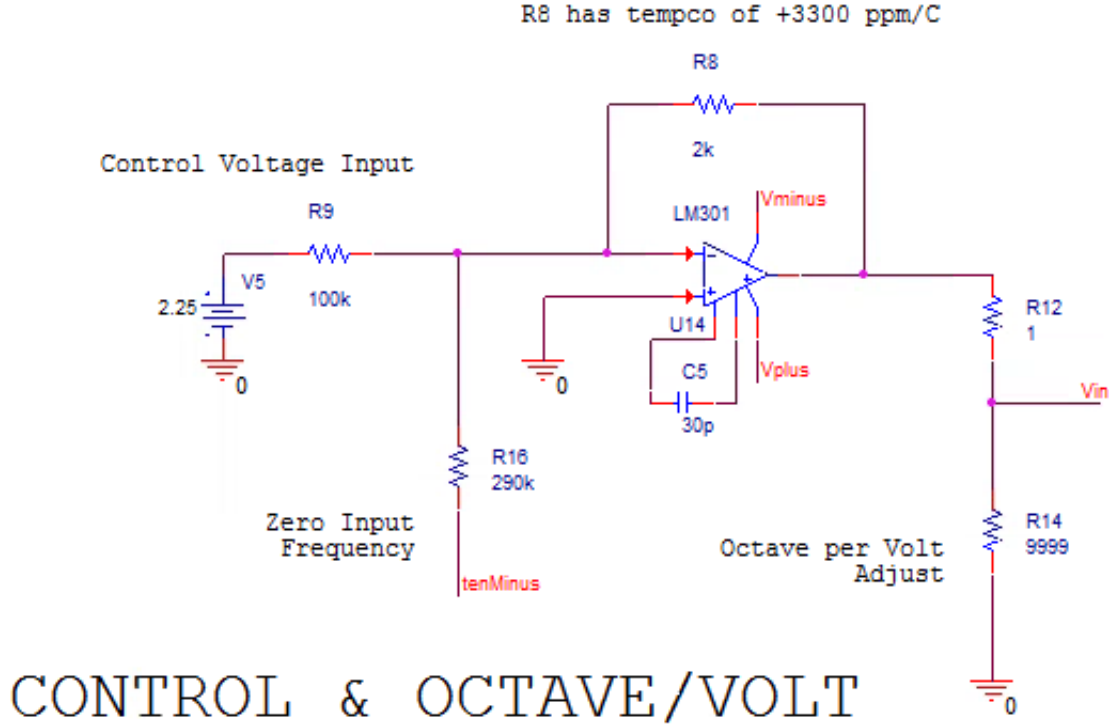 R8 has tempco of +3300 ppm/C
R8
2k
Control Voltage Input
R9
100k
V5
2.25
0
LM301
Vminus
U14
Vplus
0
C5
30p
R12
1
Vin
R16
290k
Zero Input
Frequency
tenMinus
R14
9999
Octave per Volt
Adjust
0
CONTROL & OCTAVE/VOLT